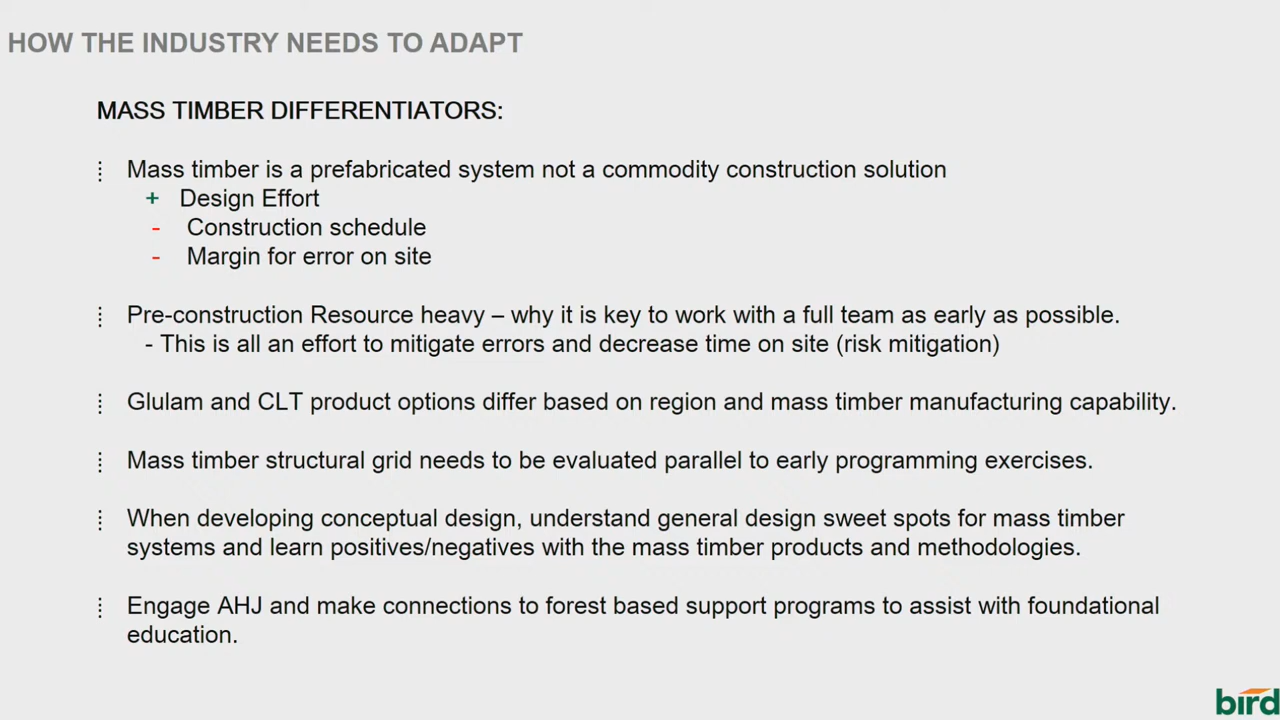 HOW THE INDUSTRY NEEDS TO ADAPT
MASS TIMBER DIFFERENTIATORS:
Mass timber is a prefabricated system not a commodity construction solution
+ Design Effort
- Construction schedule
- Margin for error on site
Pre-construction Resource heavy – why it is key to work with a full team as early as possible.
- This is all an effort to mitigate errors and decrease time on site (risk mitigation)
Glulam and CLT product options differ based on region and mass timber manufacturing capability.
Mass timber structural grid needs to be evaluated parallel to early programming exercises.
When developing conceptual design, understand general design sweet spots for mass timber
systems and learn positives/negatives with the mass timber products and methodologies.
Engage AHJ and make connections to forest based support programs to assist with foundational
education.
bird